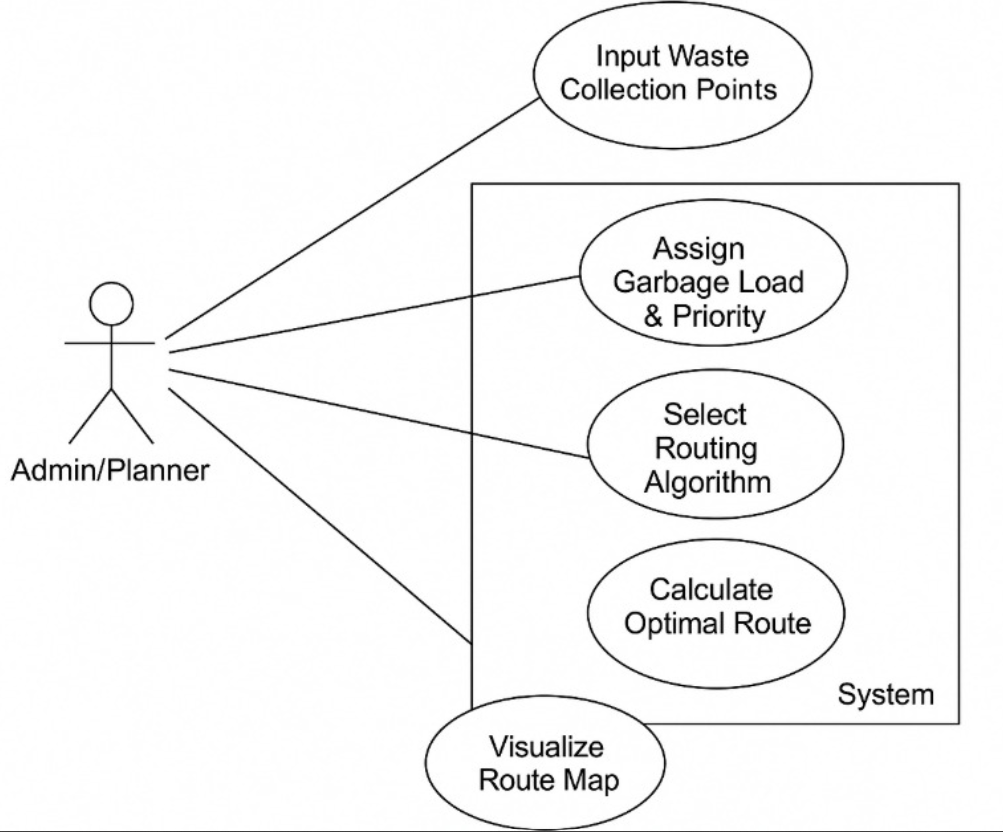 Input Waste
Collection Points
Assign
Garbage Load
& Priority
Select
Routing
Algorithm
Admin/Planner
Calculate
Optimal Route
System
Visualize
Route Map